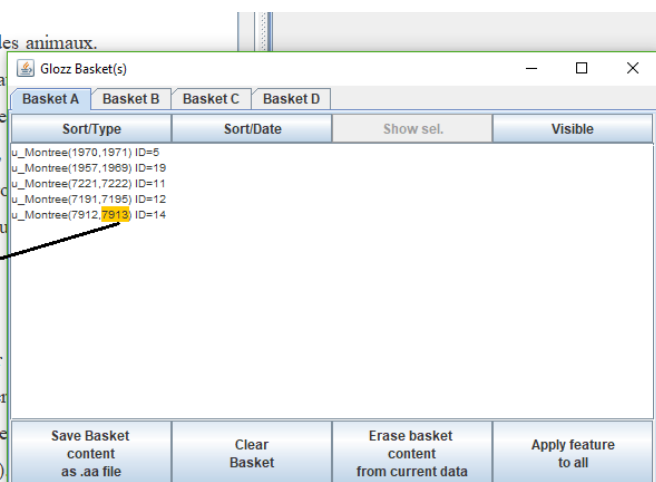 les animaux.
Glozz Basket(s)
Basket A Basket B Basket C Basket D
Sort/Type Sort/Date Show sel. Visible
u_Montree(1970,1971) ID=5
u_Montree(1957,1969) ID=19
u_Montree(7221,7222) ID=11
u_Montree(7191,7195) ID=12
u_Montree(7912,7913) ID=14
Save Basket
content
as .aa file
Clear
Basket
Erase basket
content
from current data
Apply feature
to all